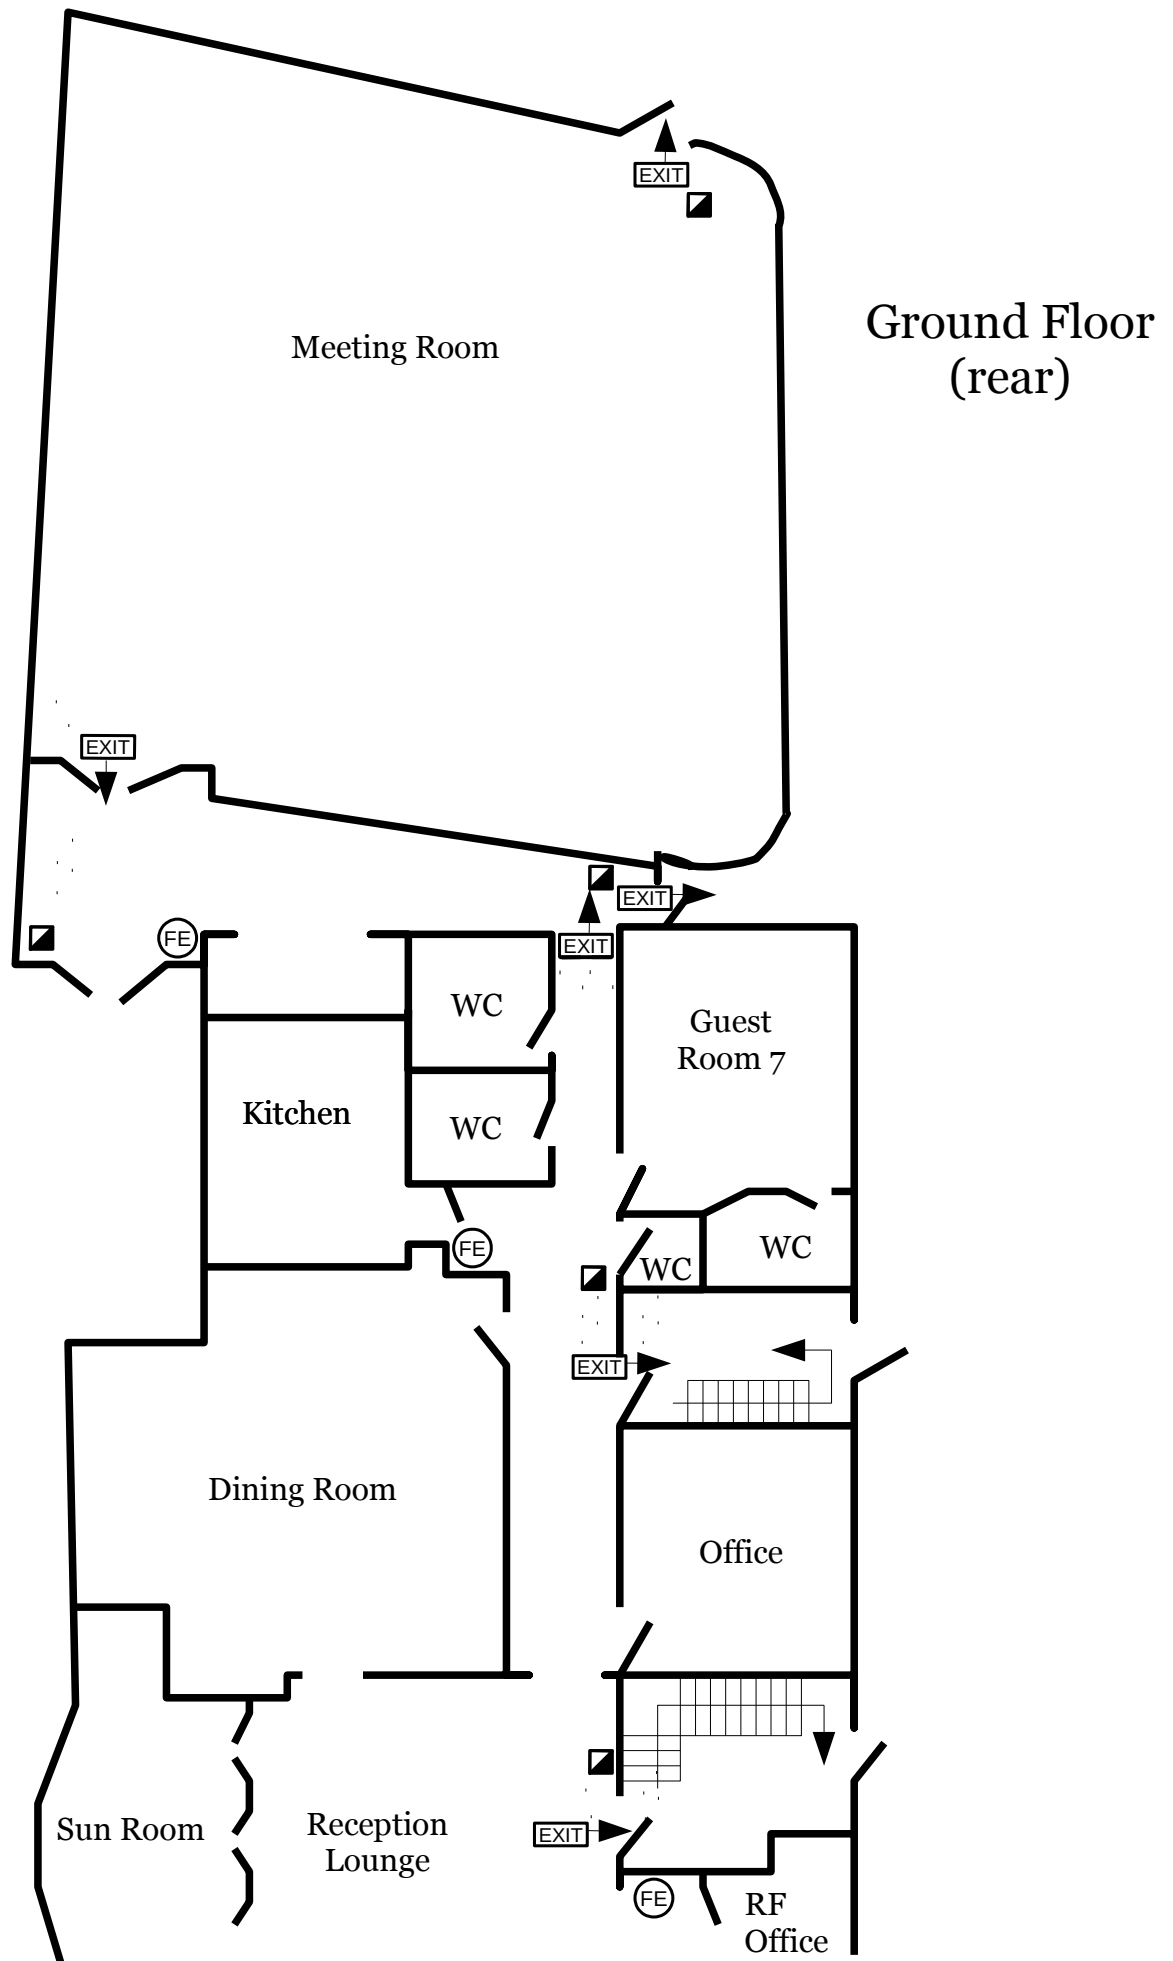 EXIT
Meeting Room
Ground Floor
(rear)
EXIT
EXIT
FE
EXIT
WC
Guest
Room 7
Kitchen
WC
FE
WC
WC
EXIT
Dining Room
Office
Sun Room
Reception
Lounge
EXIT
FE
RF
Office